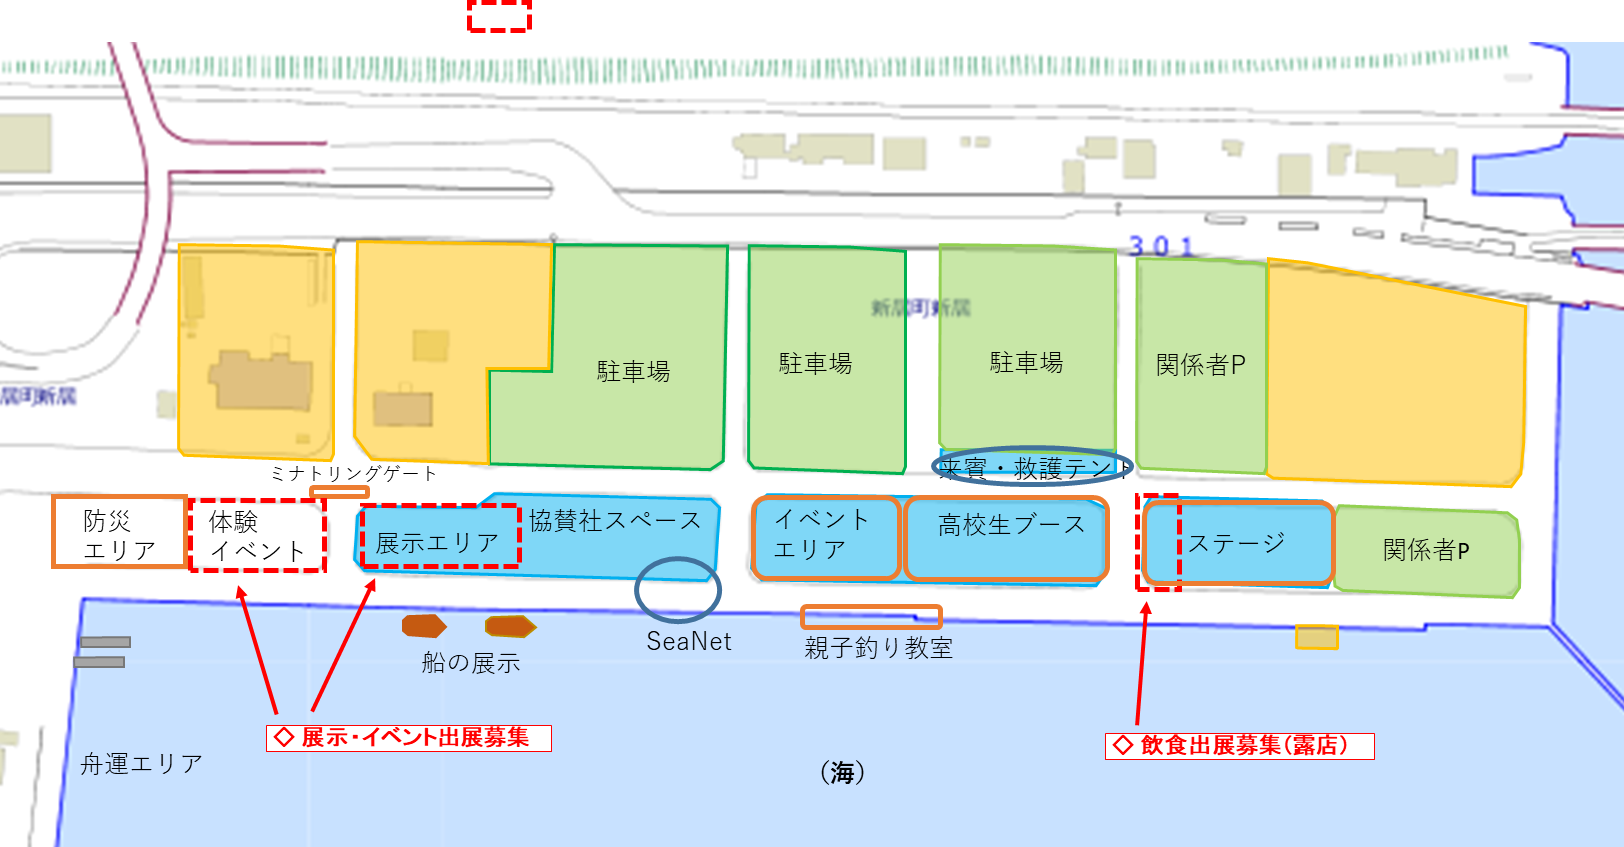 301
新居町新居
駐車場
駐車場
駐車場
関係者P
居町新居
ミナトリングゲート
来賓・救護テント
防災
エリア
体験
イベント
展示エリア
協賛社スペース
イベント
エリア
高校生ブース
ステージ
関係者P
SeaNet
親子釣り教室
船の展示
◇ 展示・イベント出展募集
◇ 飲食出展募集（露店）
舟運エリア
（海）